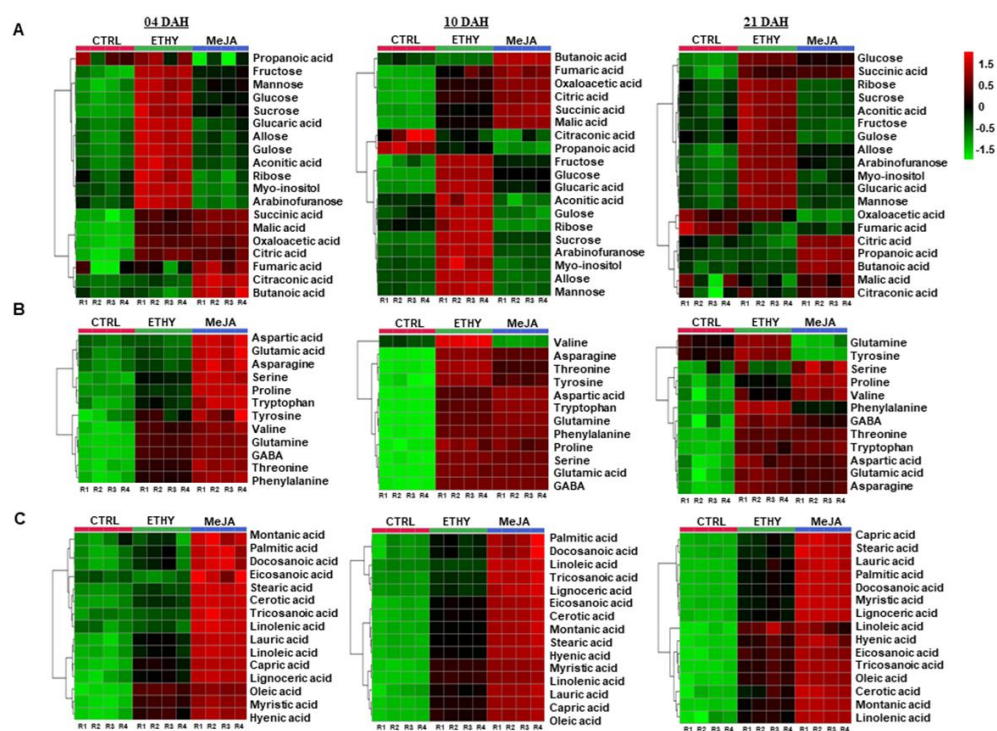 04 DAH
10 DAH
21 DAH
A
CTRL ETHY MeJA
Propanoic acid
Fructose
Mannose
Glucose
Sucrose
Glucaric acid
Allose
Gulose
Aconitic acid
Ribose
Myo-inositol
Arabinofuranose
Succinic acid
Malic acid
Oxaloacetic acid
Citric acid
Fumaric acid
Citraconic acid
Butanoic acid
R1 R2 R3 R4 R1 R2 R3 R4 R1 R2 R3 R4
CTRL ETHY MeJA
Butanoic acid
Fumaric acid
Oxaloacetic acid
Citric acid
Succinic acid
Malic acid
Citraconic acid
Propanoic acid
Fructose
Glucose
Glucaric acid
Aconitic acid
Gulose
Ribose
Sucrose
Arabinofuranose
Myo-inositol
Allose
Mannose
R1 R2 R3 R4 R1 R2 R3 R4 R1 R2 R3 R4
CTRL ETHY MeJA
Glucose
Succinic acid
Ribose
Sucrose
Aconitic acid
Fructose
Gulose
Allose
Arabinofuranose
Myo-inositol
Glucaric acid
Mannose
Oxaloacetic acid
Fumaric acid
Citric acid
Propanoic acid
Butanoic acid
Malic acid
Citraconic acid
R1 R2 R3 R4 R1 R2 R3 R4 R1 R2 R3 R4
1.5
0
-1.5
B
CTRL ETHY MeJA
Aspartic acid
Glutamic acid
Asparagine
Serine
Proline
Tryptophan
Tyrosine
Valine
Glutamine
GABA
Threonine
Phenylalanine
R1 R2 R3 R4 R1 R2 R3 R4 R1 R2 R3 R4
CTRL ETHY MeJA
Valine
Asparagine
Threonine
Tyrosine
Aspartic acid
Tryptophan
Glutamine
Phenylalanine
Proline
Serine
Glutamic acid
GABA
R1 R2 R3 R4 R1 R2 R3 R4 R1 R2 R3 R4
CTRL ETHY MeJA
Glutamine
Tyrosine
Serine
Proline
Valine
Phenylalanine
GABA
Threonine
Tryptophan
Aspartic acid
Glutamic acid
Asparagine
R1 R2 R3 R4 R1 R2 R3 R4 R1 R2 R3 R4
C
CTRL ETHY MeJA
Montanic acid
Palmitic acid
Docosanoic acid
Eicosanoic acid
Stearic acid
Cerotic acid
Tricosanoic acid
Linolenic acid
Lauric acid
Linoleic acid
Capric acid
Lignoceric acid
Oleic acid
Myristic acid
Hyenic acid
R1 R2 R3 R4 R1 R2 R3 R4 R1 R2 R3 R4
CTRL ETHY MeJA
Palmitic acid
Docosanoic acid
Linoleic acid
Tricosanoic acid
Lignoceric acid
Eicosanoic acid
Cerotic acid
Montanic acid
Stearic acid
Hyenic acid
Myristic acid
Linolenic acid
Lauric acid
Capric acid
Oleic acid
R1 R2 R3 R4 R1 R2 R3 R4 R1 R2 R3 R4
CTRL ETHY MeJA
Capric acid
Stearic acid
Lauric acid
Palmitic acid
Docosanoic acid
Myristic acid
Lignoceric acid
Linoleic acid
Hyenic acid
Eicosanoic acid
Tricosanoic acid
Oleic acid
Cerotic acid
Montanic acid
Linolenic acid
R1 R2 R3 R4 R1 R2 R3 R4 R1 R2 R3 R4